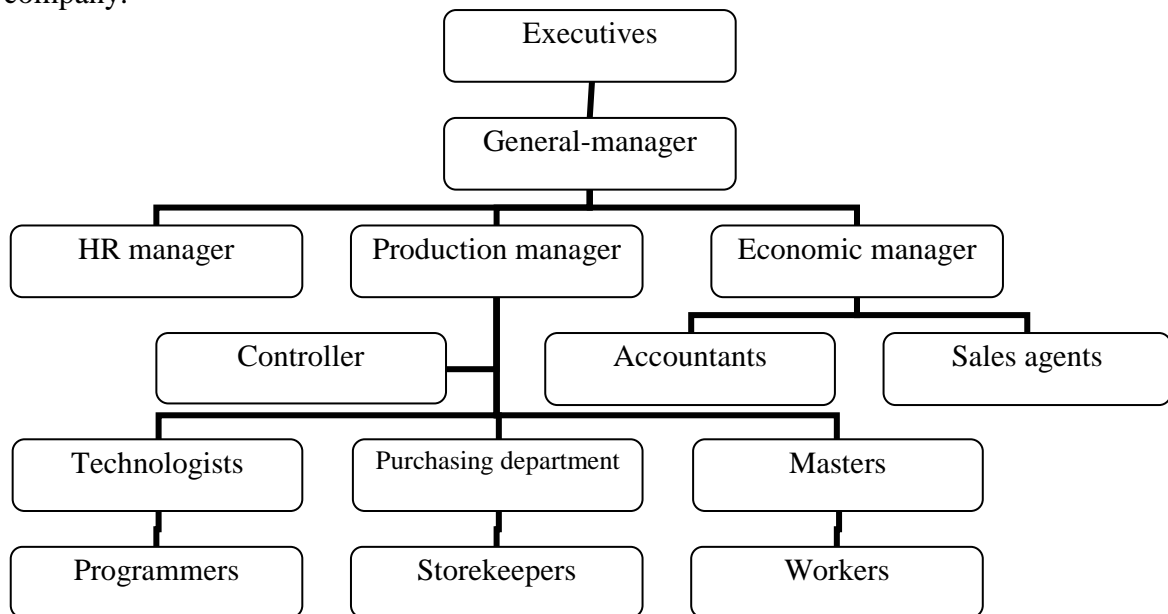 company.
Executives
General-manager
HR manager
Production manager
Economic manager
Controller
Accountants
Sales agents
Technologists
Purchasing department
Masters
Programmers
Storekeepers
Workers